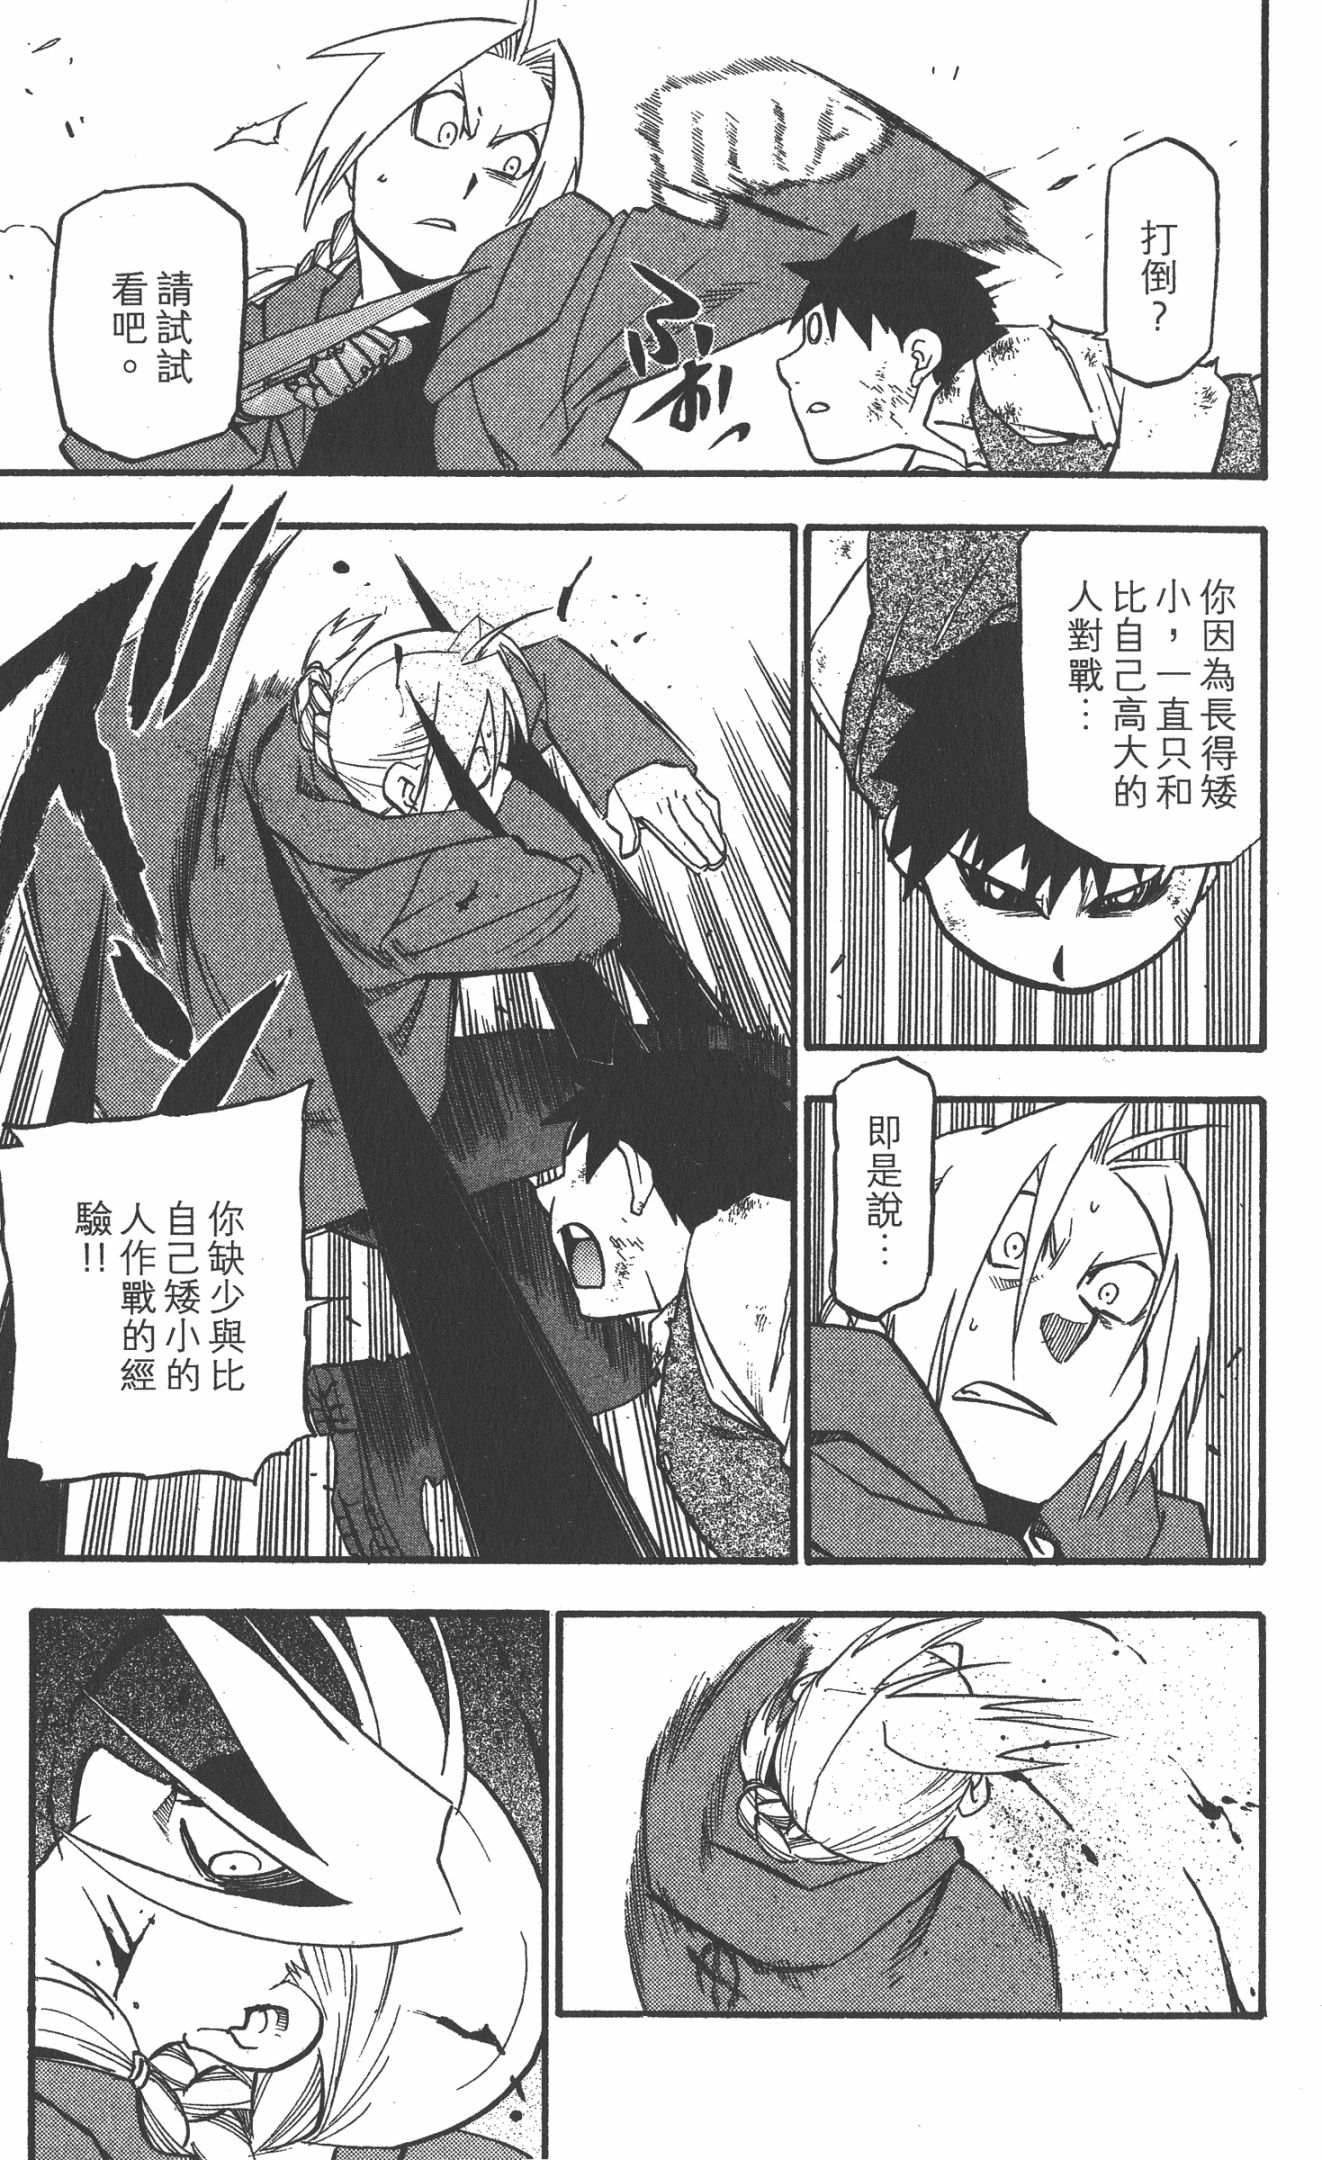 打倒？
請試試
看吧。
ふおっ
你因為長得矮
小，一直只和
比自己高大的
人對戰…
即是說…
你缺少與比
自己矮小的
人作戰的經
驗!!